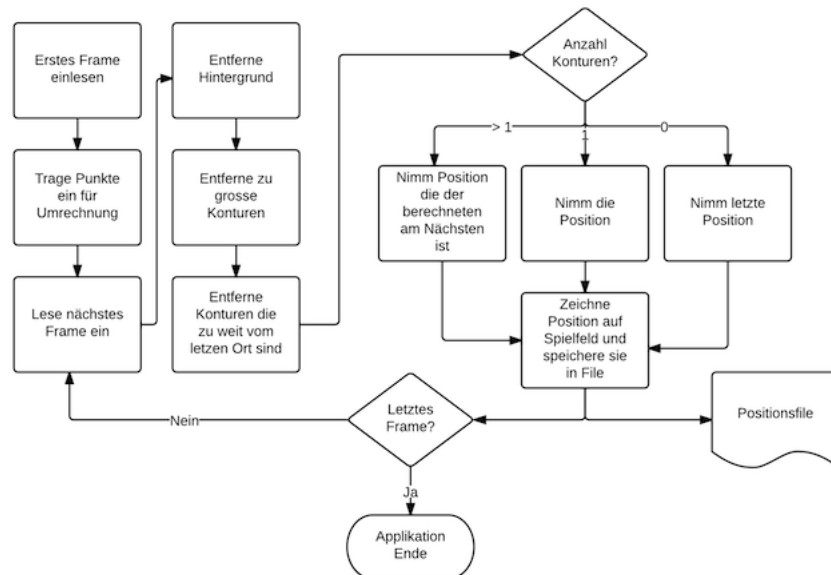 Erstes Frame
einlesen
Trage Punkte
ein für
Umrechnung
Lese nächstes
Frame ein
Entferne
Hintergrund
Entferne zu
grosse
Konturen
Entferne
Konturen die
zu weit vom
letzen Ort sind
Anzahl
Konturen?
> 1
1
0
Nimm Position
die der
berechneten
am Nächsten
ist
Nimm die
Position
Nimm letzte
Position
Zeichne
Position auf
Spielfeld und
speichere sie
in File
Letztes
Frame?
Nein
Ja
Positionsfile
Applikation
Ende